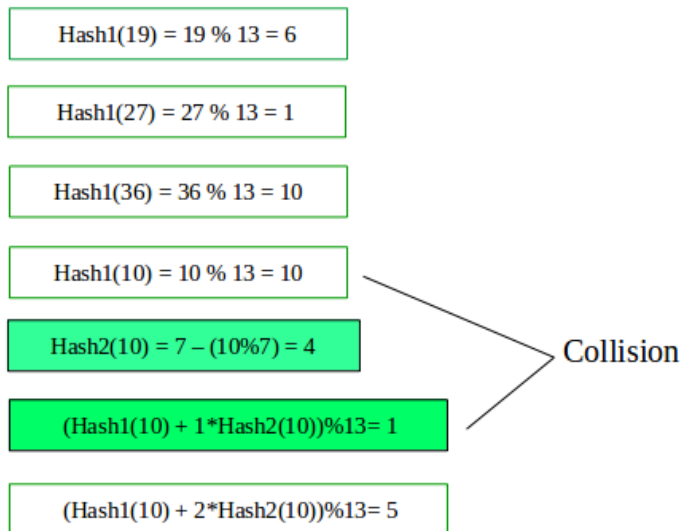 Hash1(19) = 19 % 13 = 6
Hash1(27) = 27 % 13 = 1
Hash1(36) = 36 % 13 = 10
Hash1(10) = 10 % 13 = 10
Hash2(10) = 7 – (10%7) = 4
Collision
(Hash1(10) + 1*Hash2(10))%13= 1
(Hash1(10) + 2*Hash2(10))%13= 5